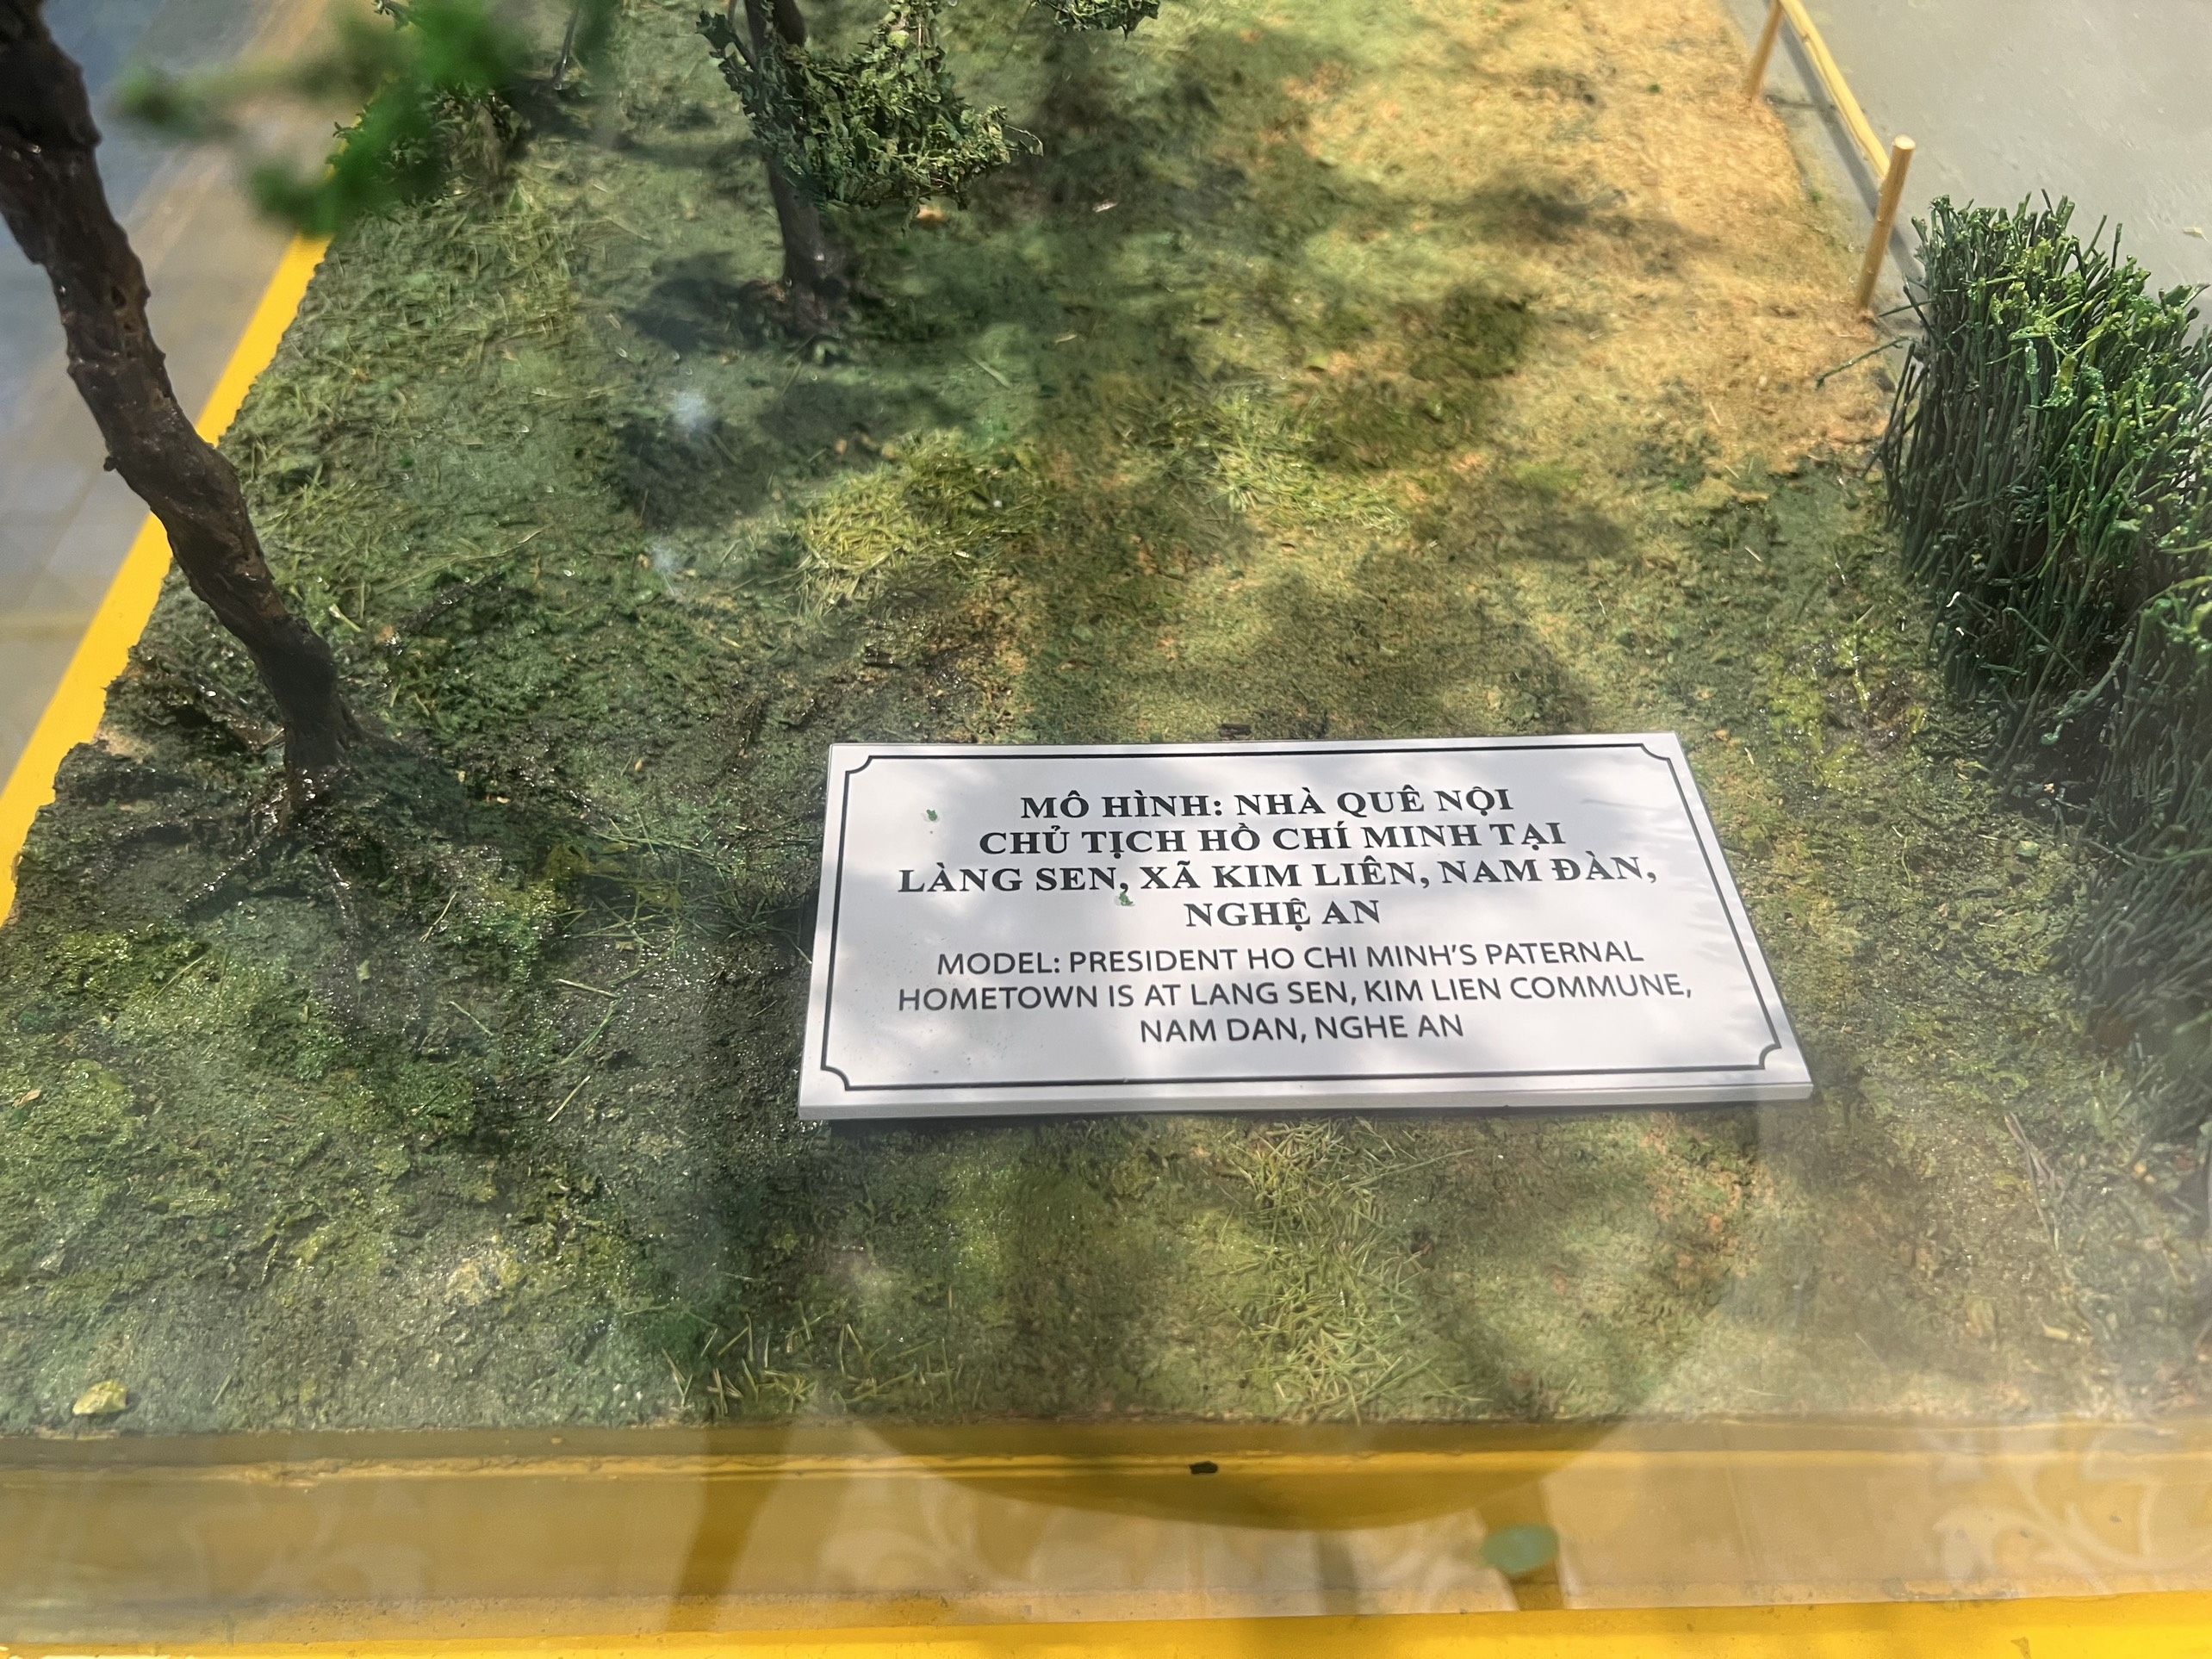 MÔ HÌNH: NHÀ QUÊ NỘI
CHỦ TỊCH HỒ CHÍ MINH TẠI
LÀNG SEN, XÃ KIM LIÊN, NAM ĐÀN,
NGHỆ AN
MODEL: PRESIDENT HO CHI MINH'S PATERNAL
HOMETOWN IS AT LANG SEN, KIM LIEN COMMUNE,
NAM DAN, NGHE AN